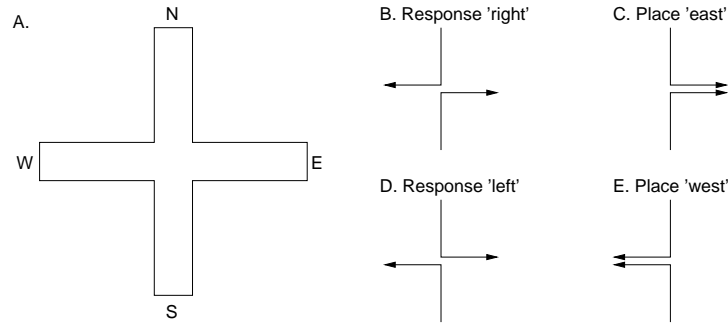 A.
N
W
E
S
B. Response 'right'
C. Place 'east'
D. Response 'left'
E. Place 'west'